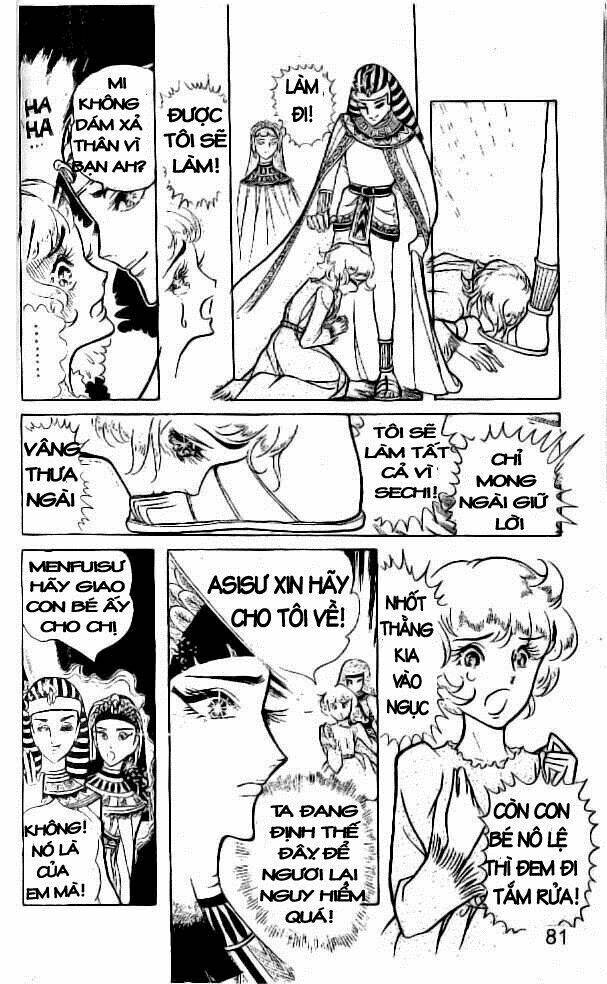 LÀM
ĐI!
ĐƯỢC
TÔI SẼ
LÀM!
MI
KHÔNG
DÁM XẢ
THÂN VÌ
BẠN AH?
HA
HA
...
........
CHỈ
MONG
NGÀI GIỮ
LỜI
TÔI SẼ
LÀM TẤT
CẢ VÌ
SECHI!
VÂNG
THƯA
NGÀI
NHỐT
THẰNG
KIA
VÀO
NGỤC
CÒN CON
BÉ NÔ LỆ
THÌ ĐEM ĐI
TẮM RỬA!
ASISƯ XIN HÃY
CHO TÔI VỀ!
TA ĐANG
ĐỊNH THẾ
ĐÂY ĐỂ
NGƯƠI LẠI
NGUY HIỂM
QUÁ!
MENFUISƯ
HÃY GIAO
CON BÉ ẤY
CHO CHỊ
KHÔNG!
NÓ LÀ
CỦA
EM MÀ!
81